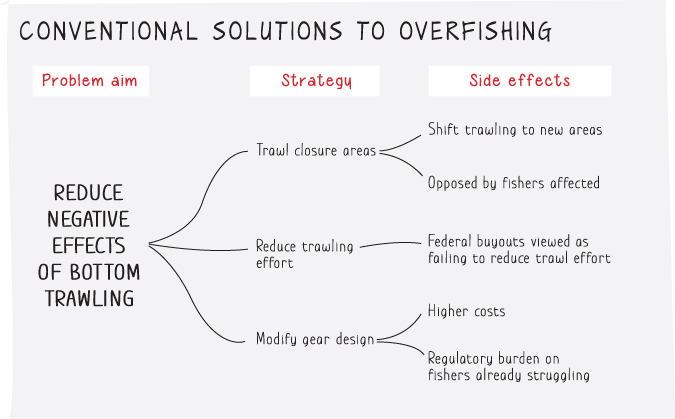 CONVENTIONAL SOLUTIONS TO OVERFISHING
Problem aim
Strategy
Side effects
REDUCE
NEGATIVE
EFFECTS
OF BOTTOM
TRAWLING
Trawl closure areas
Shift trawling to new areas
Opposed by fishers affected
Reduce trawling
effort
Federal buyouts viewed as
failing to reduce trawl effort
Modify gear design
Higher costs
Regulatory burden on
fishers already struggling